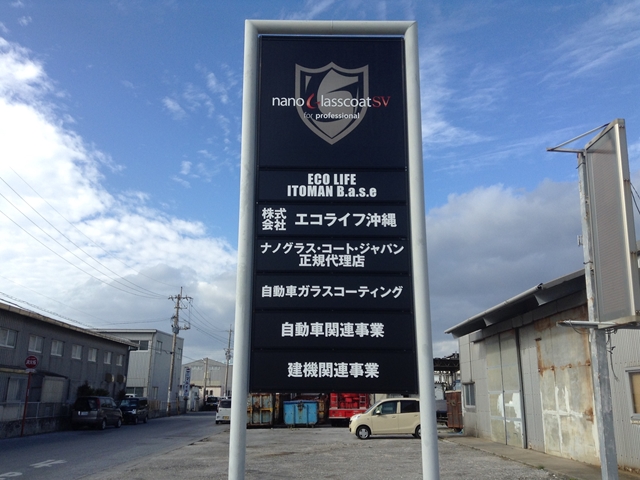 nano Glasscoat SV
for professional
ECO LIFE
ITOMAN B.a.s.e
株式会社 エコライフ沖縄
ナノグラス・コート・ジャパン
正規代理店
自動車ガラスコーティング
自動車関連事業
建機関連事業